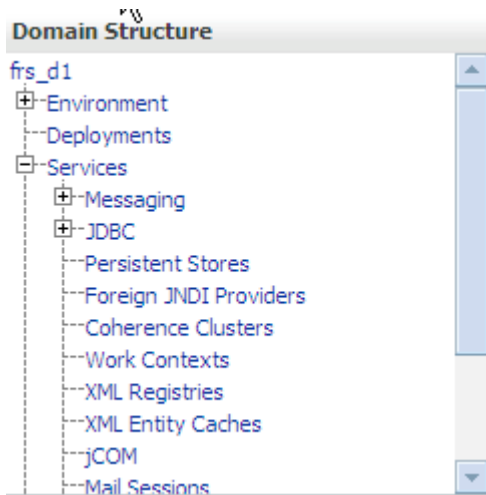 Domain Structure
frs_d1
Environment
Deployments
Services
Messaging
JDBC
Persistent Stores
Foreign JNDI Providers
Coherence Clusters
Work Contexts
XML Registries
XML Entity Caches
jCOM
Mail Sessions